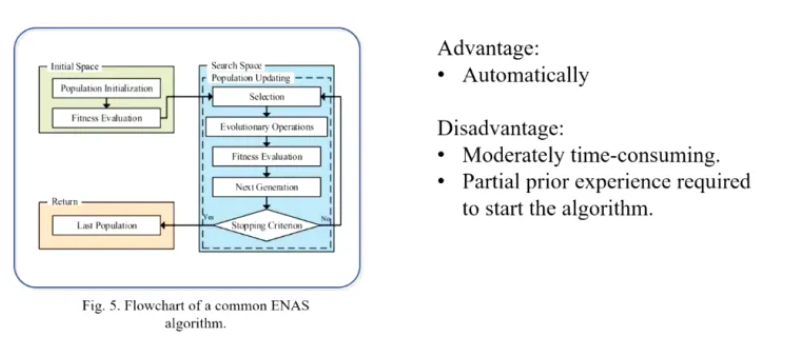 Initial Space
Population Initialization
Fitness Evaluation
Search Space
Population Updating
Selection
Evolutionary Operations
Fitness Evaluation
Next Generation
Stopping Criterion
Yes
No
Return
Last Population
Fig. 5. Flowchart of a common ENAS
algorithm.
Advantage:
• Automatically
Disadvantage:
• Moderately time-consuming.
• Partial prior experience required
to start the algorithm.